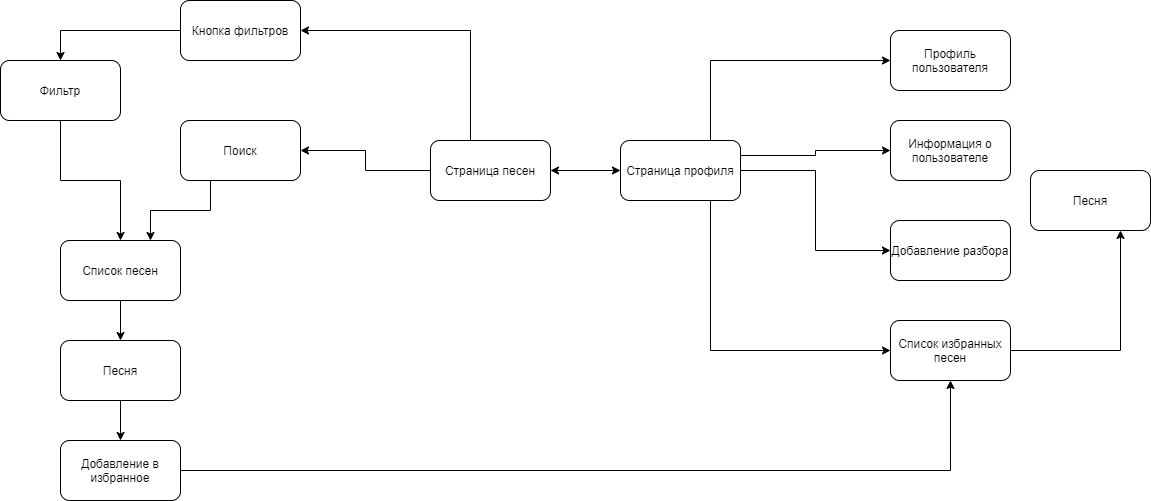 Кнопка фильтров
Фильтр
Поиск
Страница песен
Страница профиля
Профиль
пользователя
Информация о
пользователе
Добавление разбора
Песня
Список песен
Список избранных
песен
Песня
Добавление в
избранное